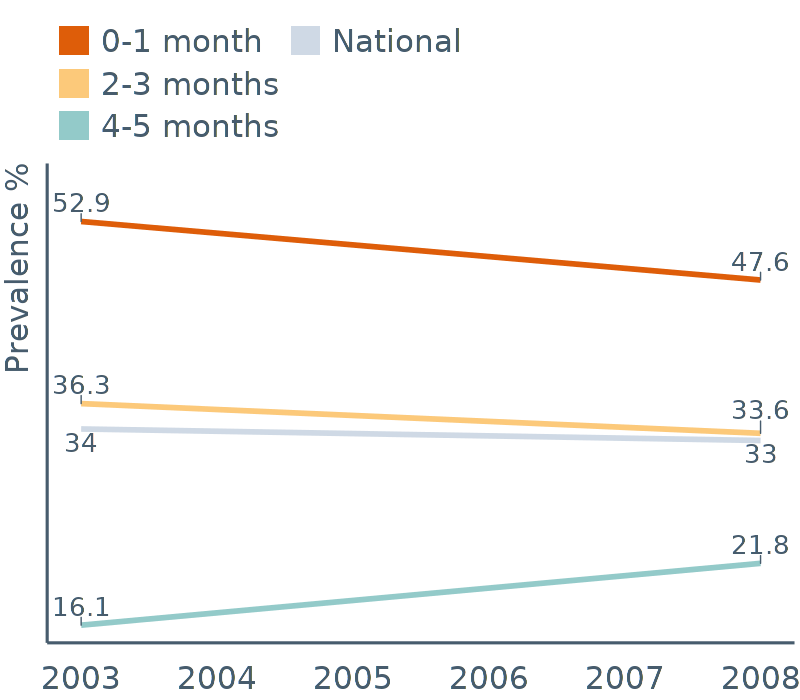 0-1 month
National
2-3 months
4-5 months
Prevalence %
52.9
47.6
36.3
33.6
34
33
21.8
16.1
2003 2004 2005 2006 2007 2008